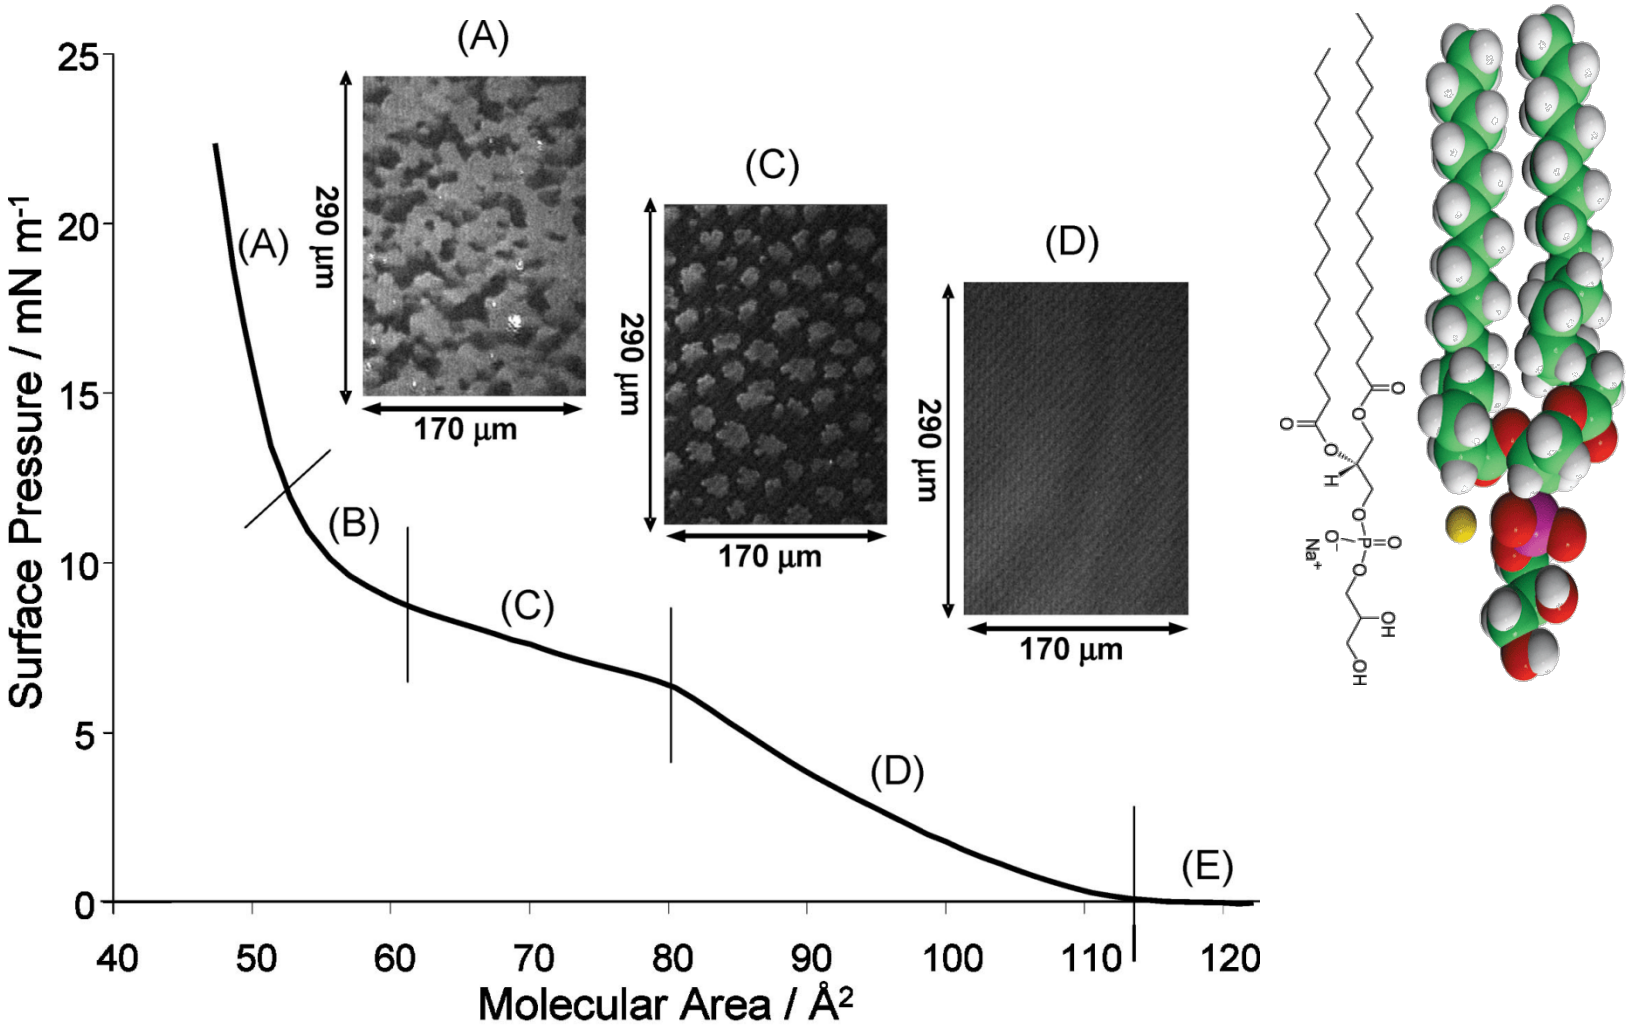 Surface Pressure / mN m⁻¹
25
20
15
10
5
0
(A)
(B)
(C)
(D)
(E)
(A)
290 μm
170 μm
(C)
290 μm
170 μm
(D)
290 μm
170 μm
40 50 60 70 80 90 100 110 120
Molecular Area / Å²
O
O
O
O
H
O
O⁻
P
O
Na⁺
O
OH
OH